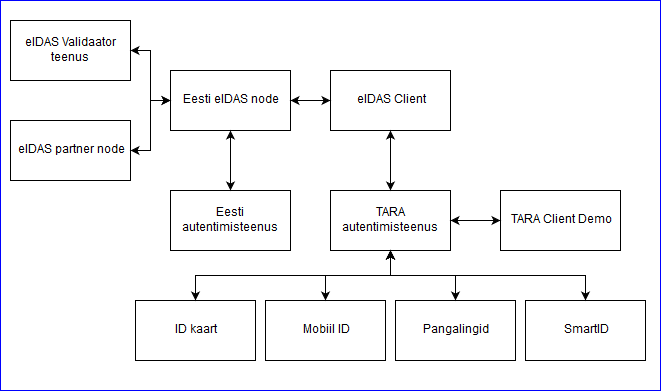 eIDAS Validaator
teenus
Eesti eIDAS node
eIDAS Client
eIDAS partner node
Eesti
autentimisteenus
TARA
autentimisteenus
TARA Client Demo
ID kaart
Mobiil ID
Pangalingid
SmartID